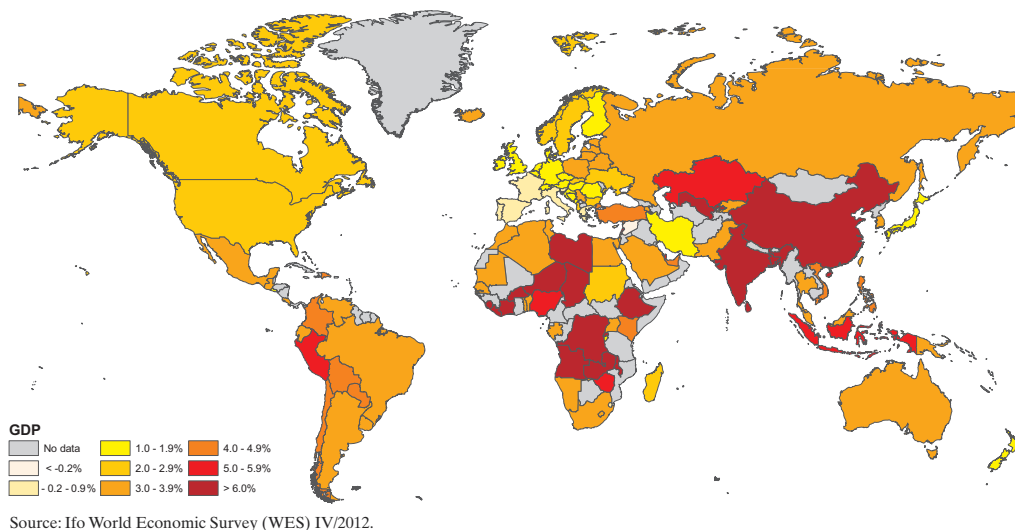 GDP
No data
1.0 - 1.9%
4.0 - 4.9%
< -0.2%
2.0 - 2.9%
5.0 - 5.9%
- 0.2 - 0.9%
3.0 - 3.9%
> 6.0%
Source: Ifo World Economic Survey (WES) IV/2012.